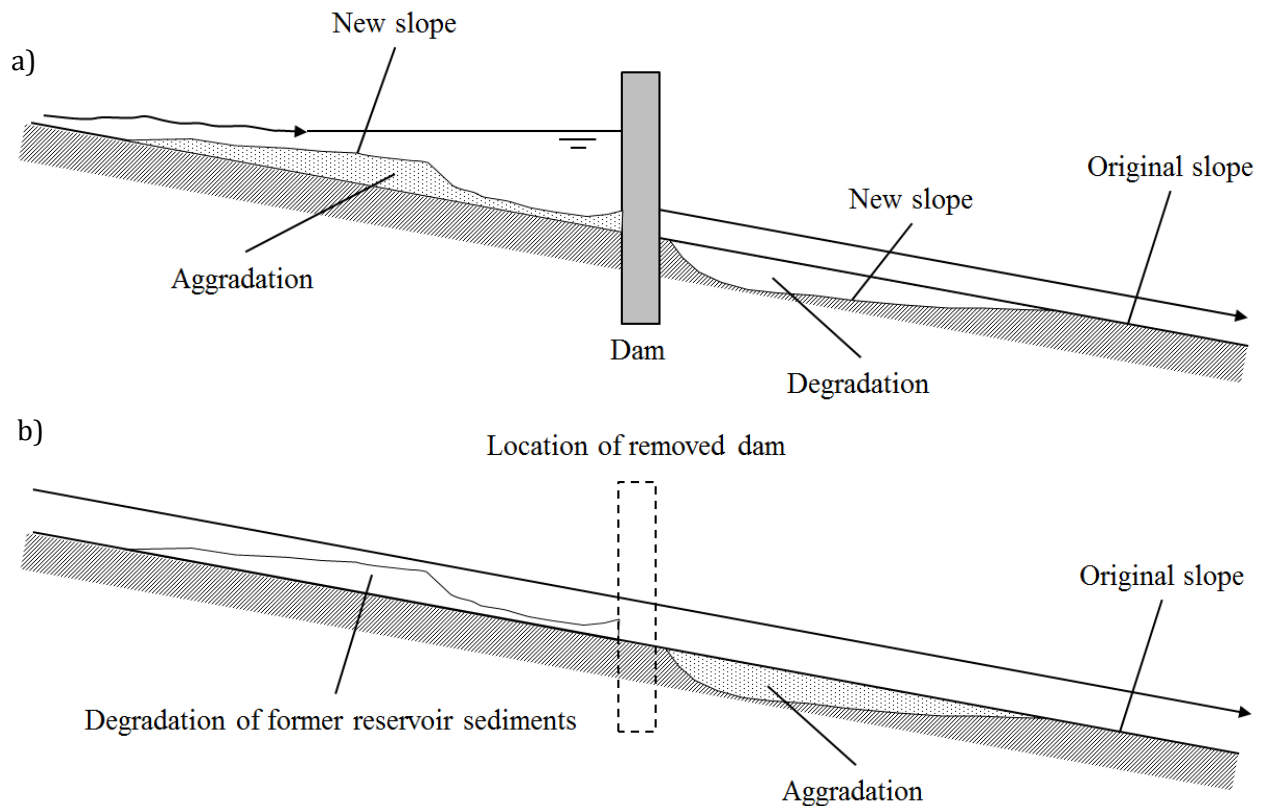 New slope
a)
Original slope
New slope
Aggradation
Dam
Degradation
b)
Location of removed dam
Original slope
Degradation of former reservoir sediments
Aggradation